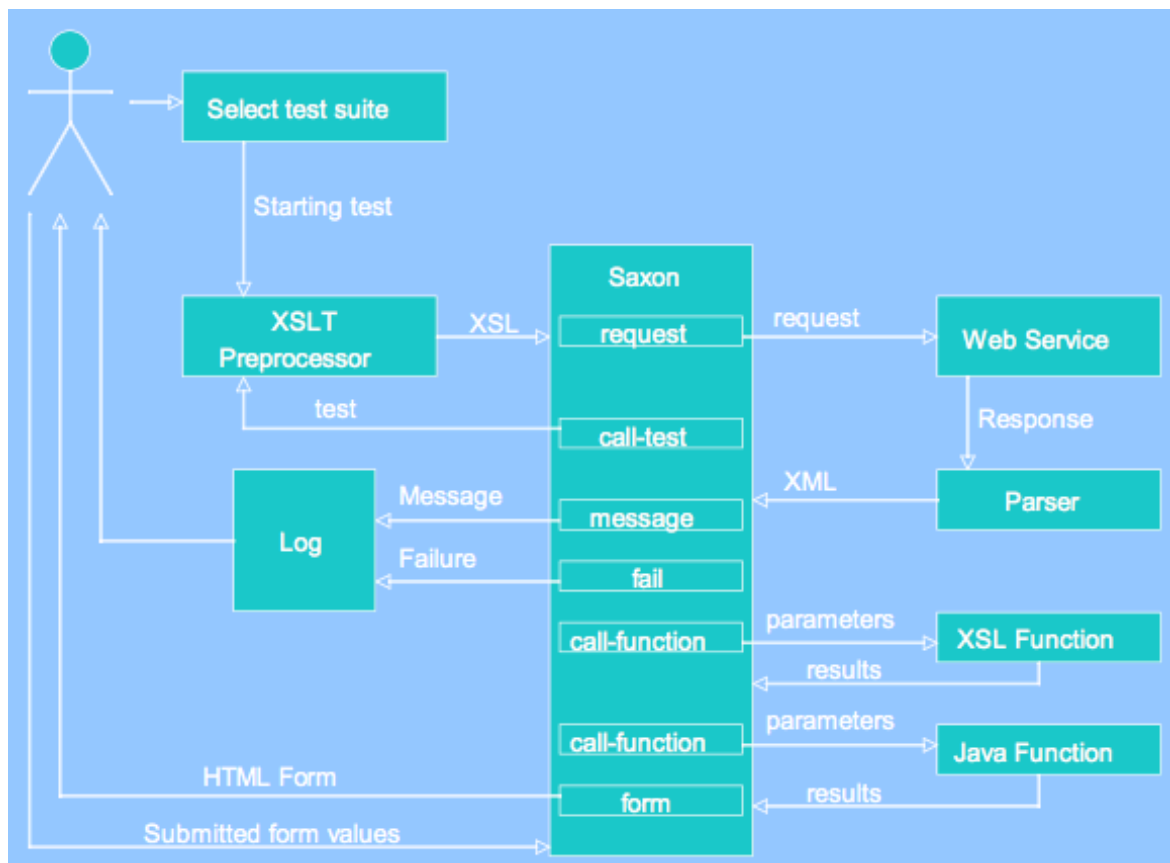 Select test suite
Starting test
Saxon
XSLT
Preprocessor
XSL
request
request
Web Service
test
call-test
Response
XML
Parser
Message
message
Log
Failure
fail
parameters
call-function
XSL Function
results
parameters
call-function
Java Function
HTML Form
form
results
Submitted form values